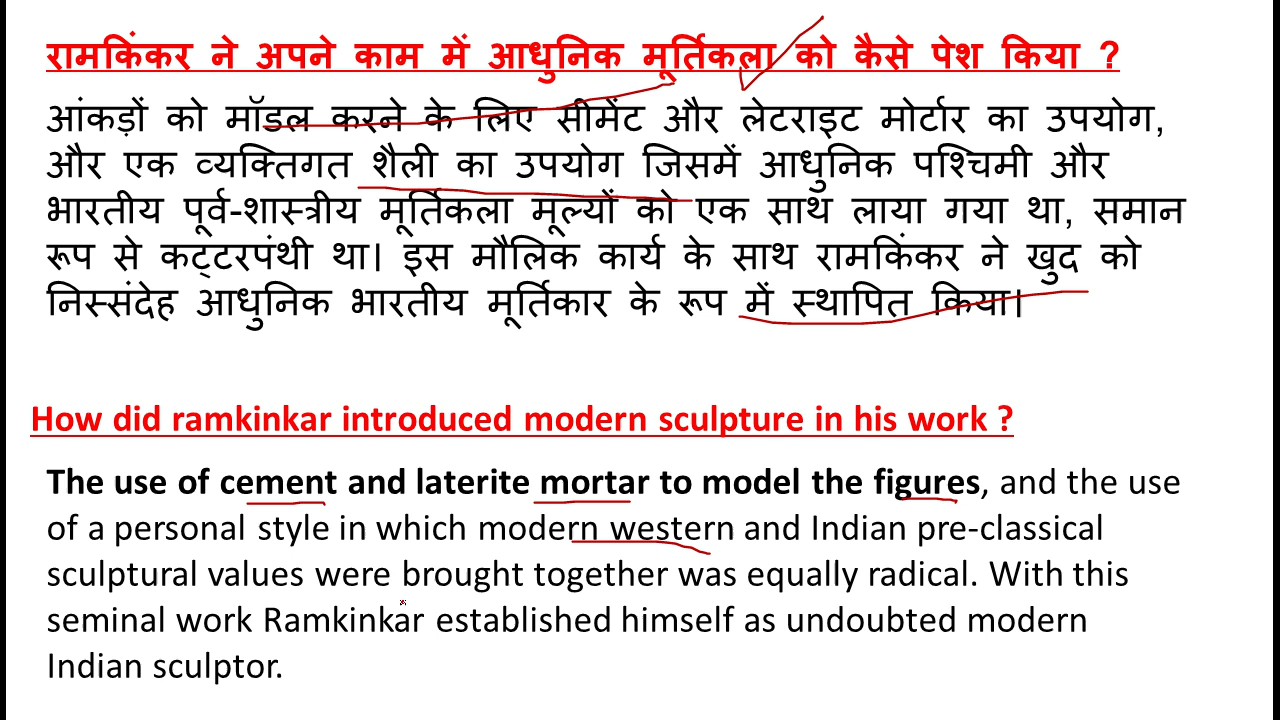 रामकिंकर ने अपने काम में आधुनिक मूर्तिकला को कैसे पेश किया ?
आंकड़ों को मॉडल करने के लिए सीमेंट और लेटराइट मोर्टार का उपयोग,
और एक व्यक्तिगत शैली का उपयोग जिसमें आधुनिक पश्चिमी और
भारतीय पूर्व-शास्त्रीय मूर्तिकला मूल्यों को एक साथ लाया गया था, समान
रूप से कट्टरपंथी था। इस मौलिक कार्य के साथ रामकिंकर ने खुद को
निस्संदेह आधुनिक भारतीय मूर्तिकार के रूप में स्थापित किया।
How did ramkinkar introduced modern sculpture in his work ?
The use of cement and laterite mortar to model the figures, and the use
of a personal style in which modern western and Indian pre-classical
sculptural values were brought together was equally radical. With this
seminal work Ramkinkar established himself as undoubted modern
Indian sculptor.